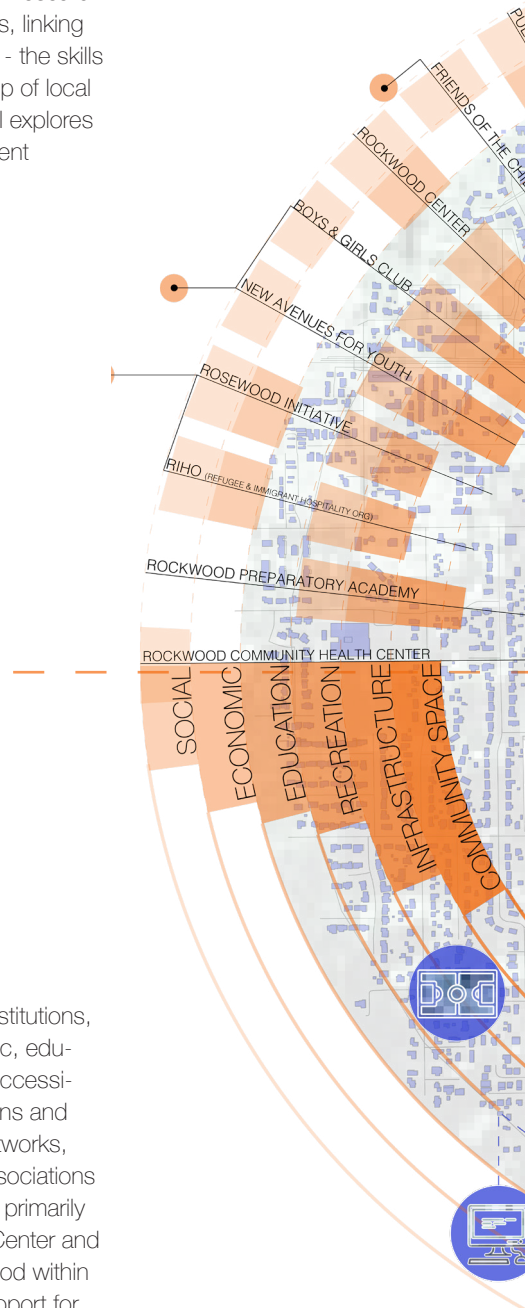 s, linking
- the skills
p of local
l explores
ent
FRIENDS OF THE
ROCKWOOD CENTER
BOYS & GIRLS CLUB
NEW AVENUES FOR YOUTH
ROSEWOOD INITIATIVE
RIHO (REFUGEE & IMMIGRANT HOSPITALITY ORG)
ROCKWOOD PREPARATORY ACADEMY
ROCKWOOD COMMUNITY HEALTH CENTER
SOCIAL
ECONOMIC
EDUCATION
RECREATION
INFRASTRUCTURE
COMMUNITY SPACE
stitutions,
c, edu-
ccessi-
ns and
tworks,
sociations
primarily
Center and
od within
pport for